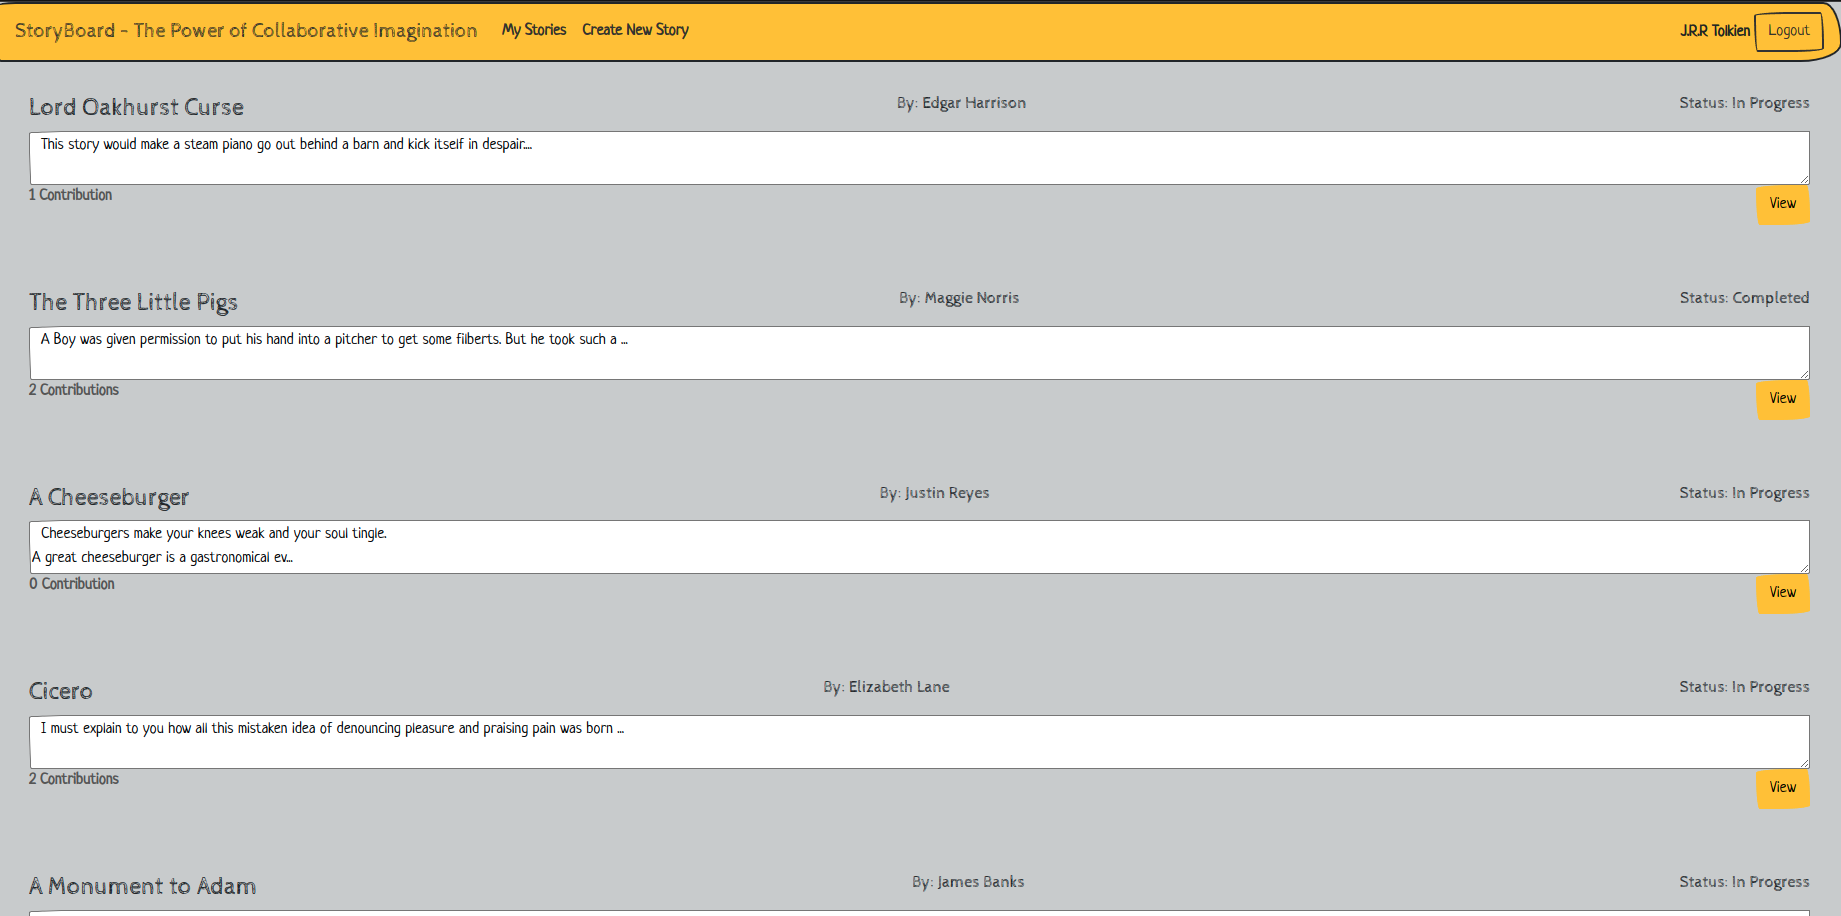 StoryBoard - The Power of Collaborative Imagination My Stories Create New Story J.R.R Tolkien Logout
Lord Oakhurst Curse By: Edgar Harrison Status: In Progress
This story would make a steam piano go out behind a barn and kick itself in despair....
1 Contribution
View
The Three Little Pigs By: Maggie Norris Status: Completed
A Boy was given permission to put his hand into a pitcher to get some filberts. But he took such a ...
2 Contributions
View
A Cheeseburger By: Justin Reyes Status: In Progress
Cheeseburgers make your knees weak and your soul tingle.
A great cheeseburger is a gastronomical ev...
0 Contribution
View
Cicero By: Elizabeth Lane Status: In Progress
I must explain to you how all this mistaken idea of denouncing pleasure and praising pain was born ...
2 Contributions
View
A Monument to Adam By: James Banks Status: In Progress